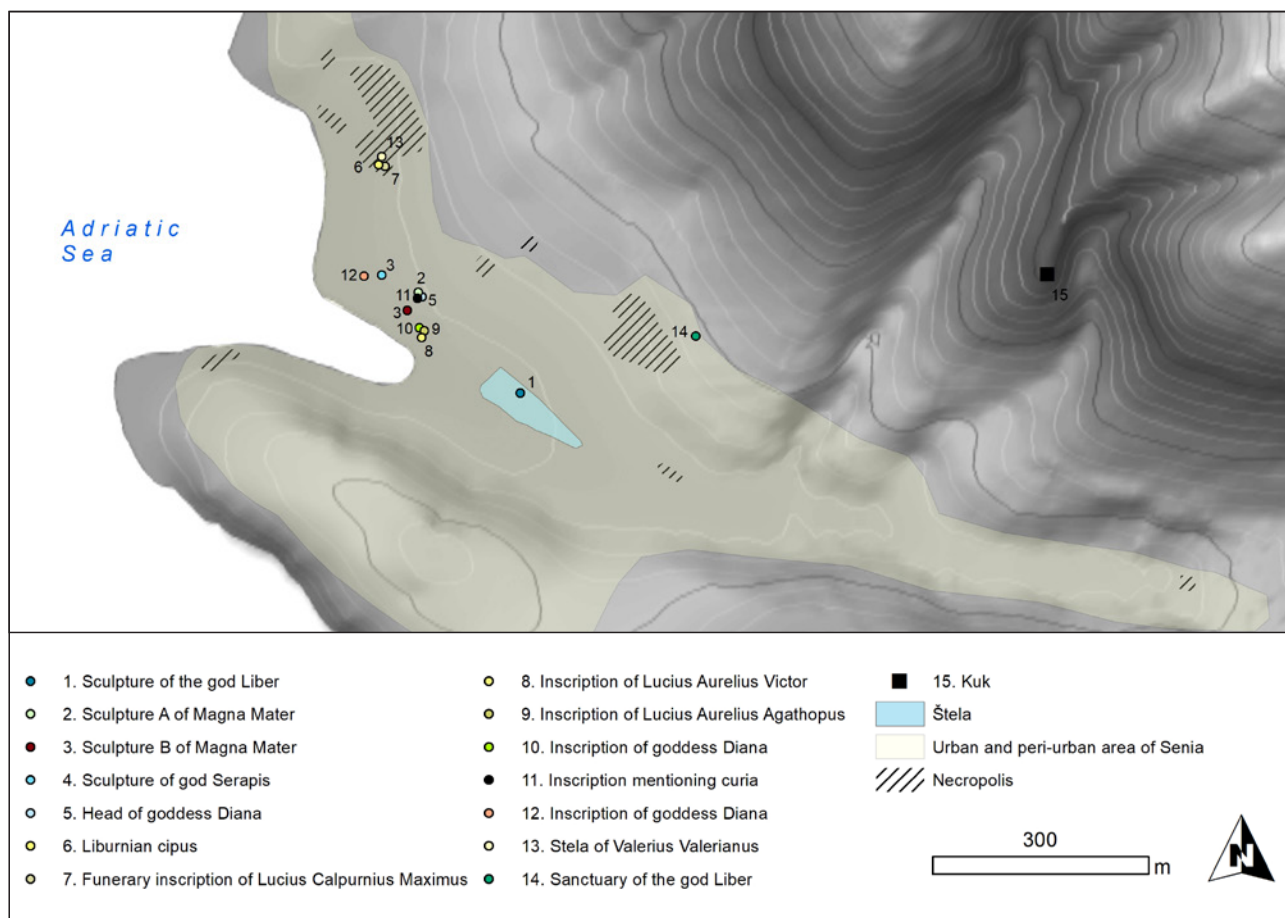 13
6
7
Adriatic
Sea
12
3
2
11
5
3
10
9
8
14
15
1
1. Sculpture of the god Liber
2. Sculpture A of Magna Mater
3. Sculpture B of Magna Mater
4. Sculpture of god Serapis
5. Head of goddess Diana
6. Liburnian cipus
7. Funerary inscription of Lucius Calpurnius Maximus
8. Inscription of Lucius Aurelius Victor
9. Inscription of Lucius Aurelius Agathopus
10. Inscription of goddess Diana
11. Inscription mentioning curia
12. Inscription of goddess Diana
13. Stela of Valerius Valerianus
14. Sanctuary of the god Liber
15. Kuk
Štela
Urban and peri-urban area of Senia
Necropolis
300
m
N